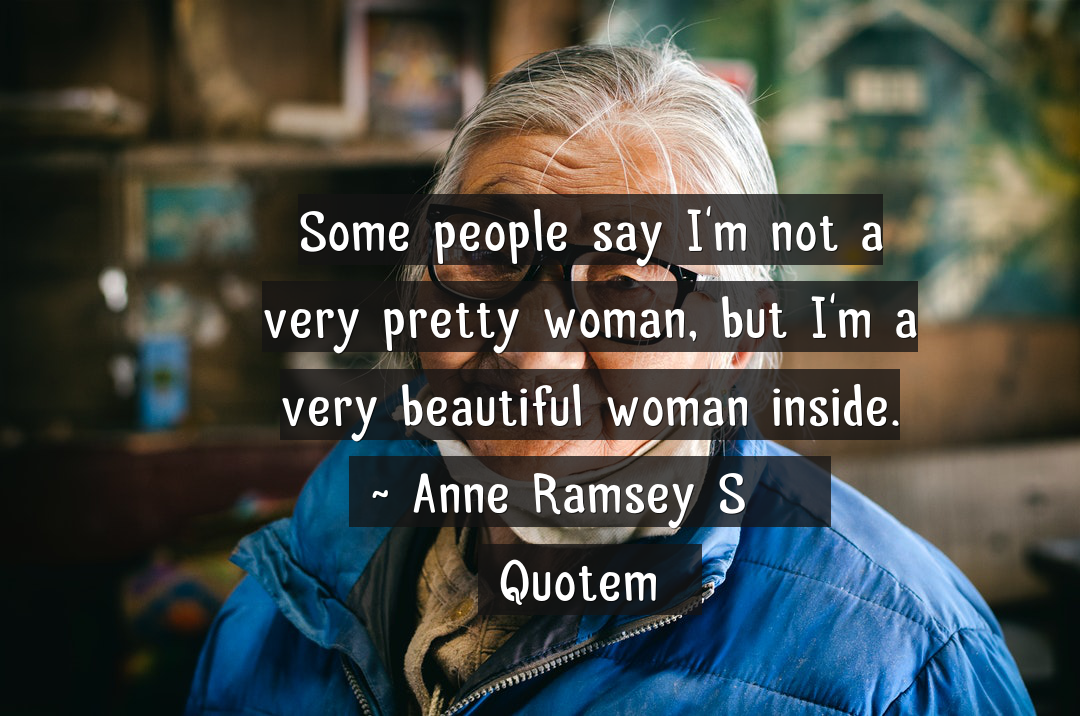 Some people say I'm not a
very pretty woman, but I'm a
very beautiful woman inside.
~ Anne Ramsey S
Quotem